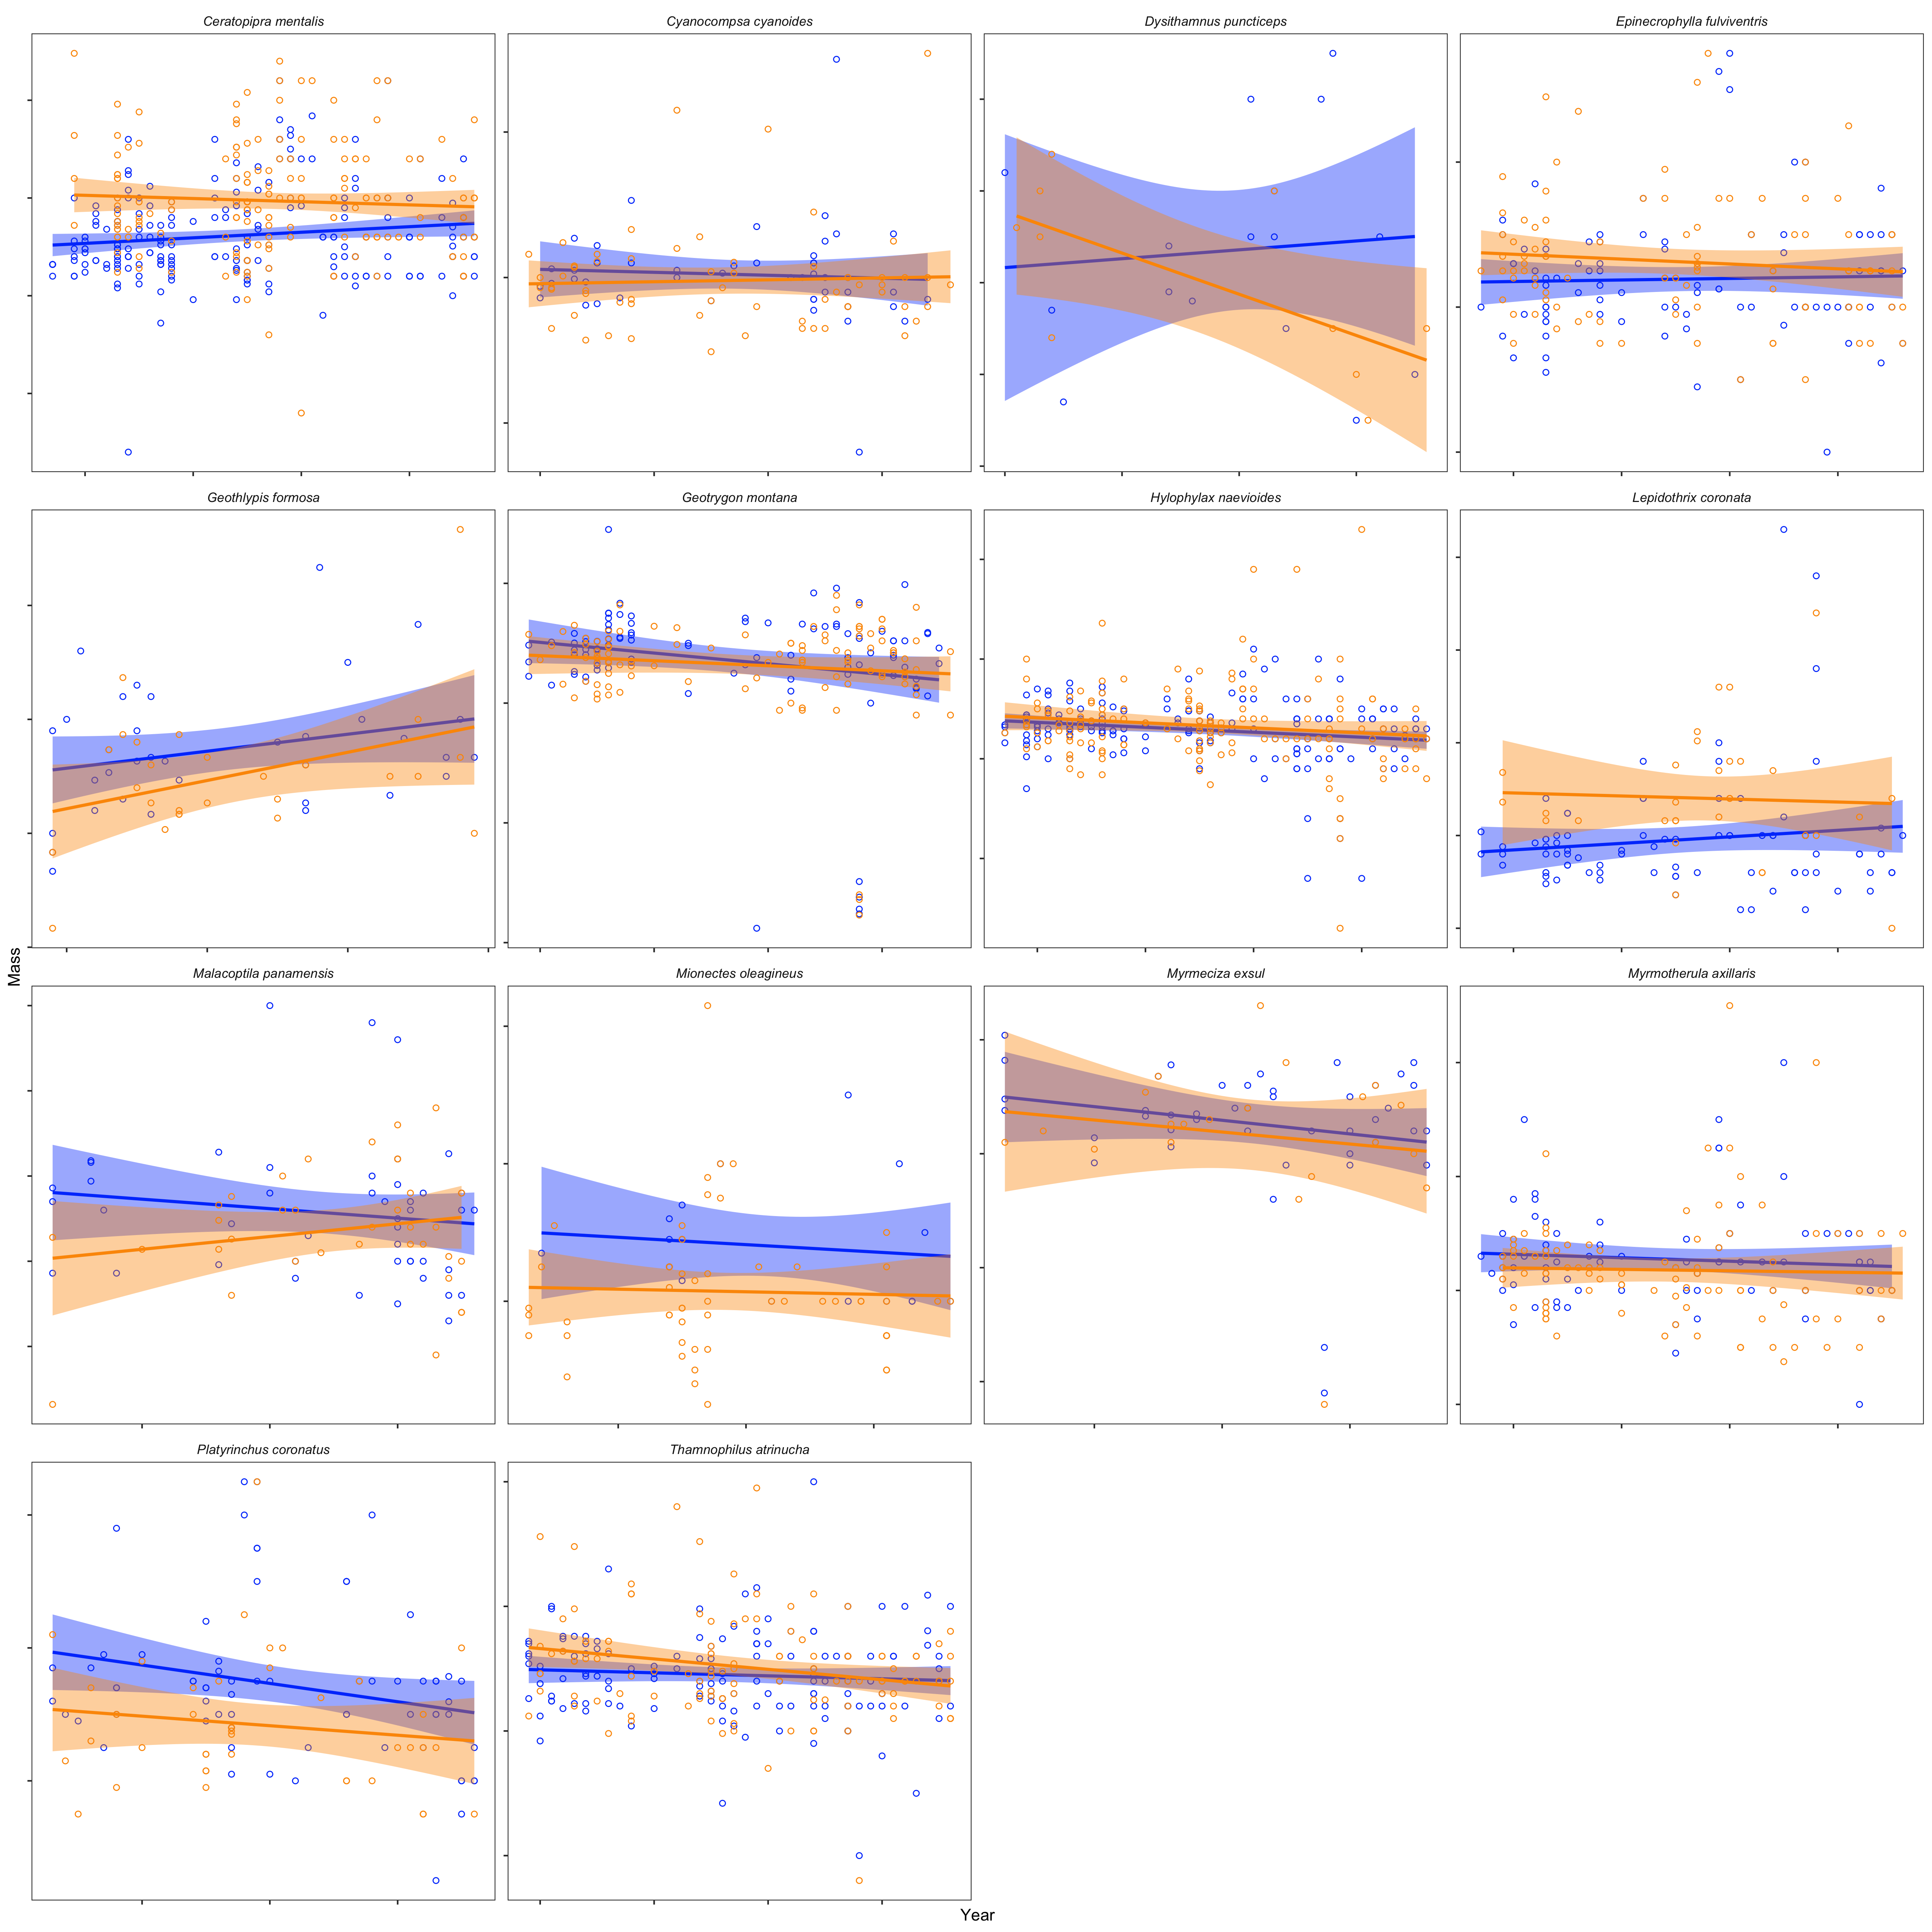 Ceratopipra mentalis
Cyanocompsa cyanoides
Dysithamnus puncticeps
Epinecrophylla fulviventris
Geothlypis formosa
Geotrygon montana
Hylophylax naevioides
Lepidothrix coronata
Malacoptila panamensis
Mionectes oleagineus
Myrmeciza exsul
Myrmotherula axillaris
Platyrinchus coronatus
Thamnophilus atrinucha
Mass
Year